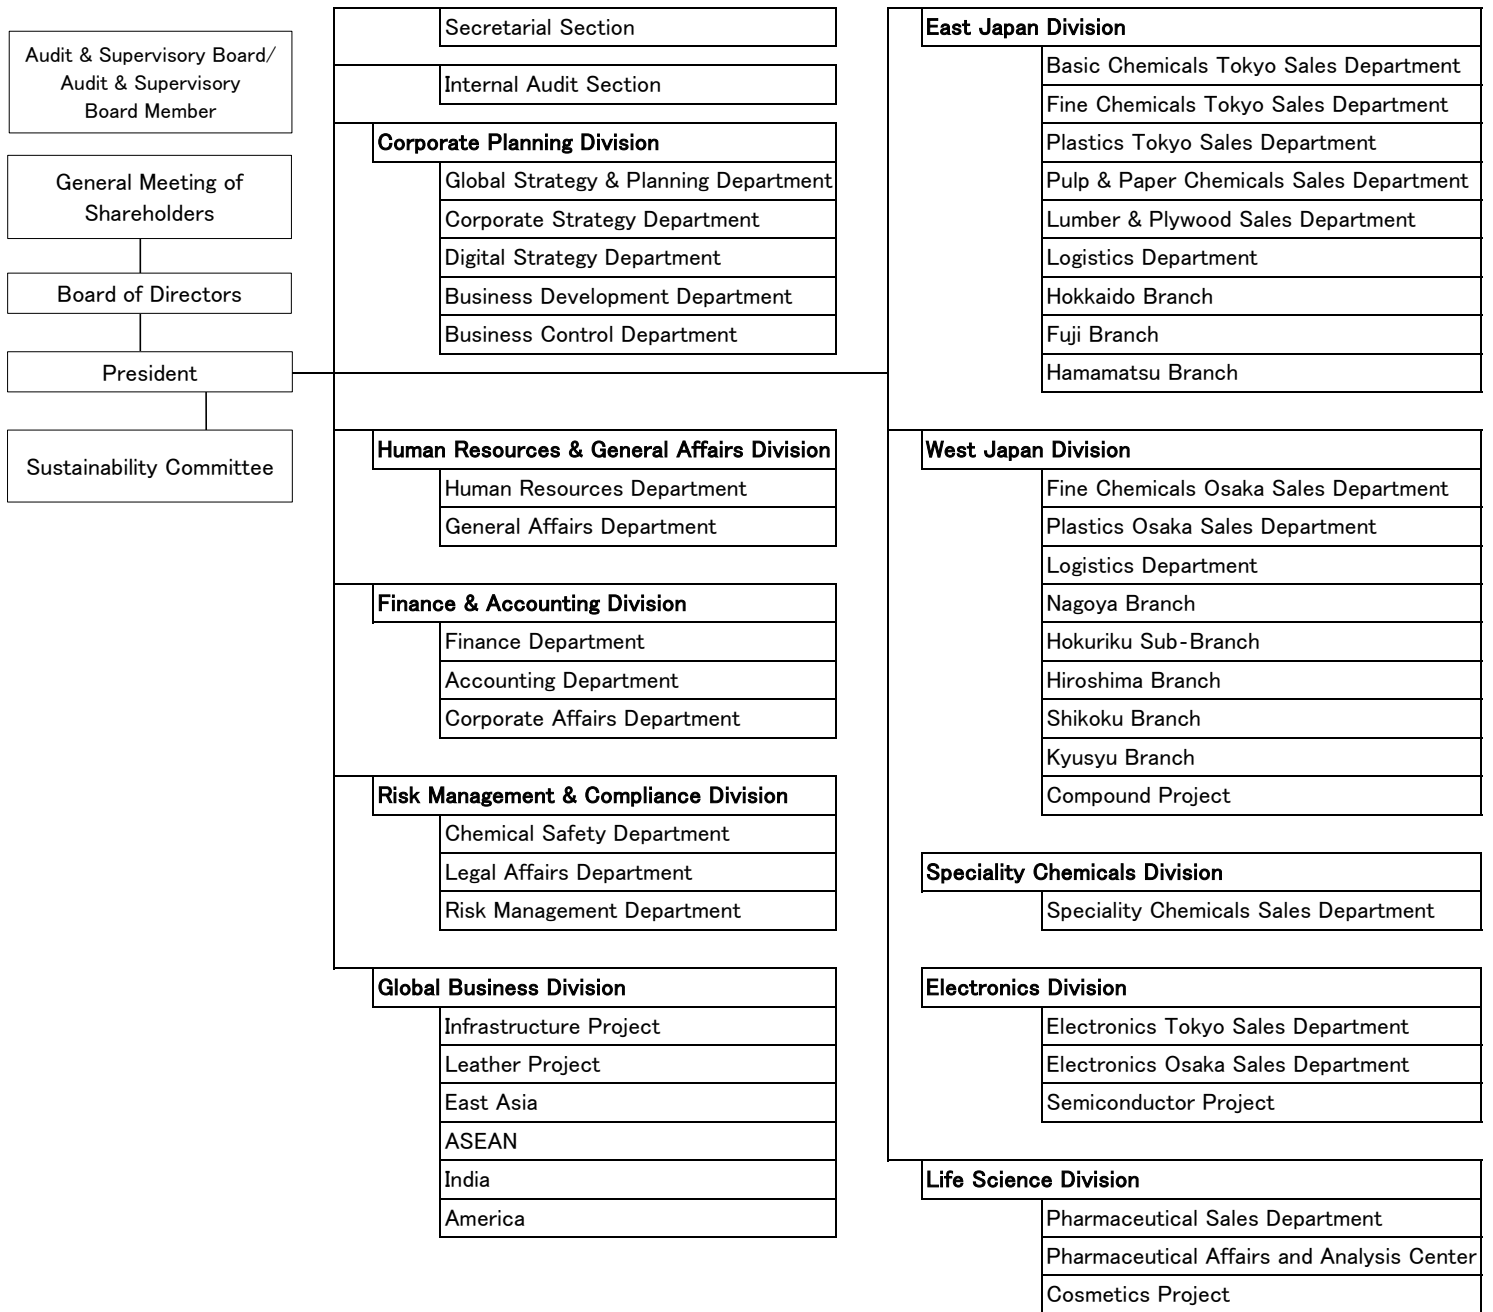 Audit & Supervisory Board/
Audit & Supervisory
Board Member
General Meeting of
Shareholders
Board of Directors
President
Sustainability Committee
Secretarial Section
Internal Audit Section
Corporate Planning Division
Global Strategy & Planning Department
Corporate Strategy Department
Digital Strategy Department
Business Development Department
Business Control Department
Human Resources & General Affairs Division
Human Resources Department
General Affairs Department
Finance & Accounting Division
Finance Department
Accounting Department
Corporate Affairs Department
Risk Management & Compliance Division
Chemical Safety Department
Legal Affairs Department
Risk Management Department
Global Business Division
Infrastructure Project
Leather Project
East Asia
ASEAN
India
America
East Japan Division
Basic Chemicals Tokyo Sales Department
Fine Chemicals Tokyo Sales Department
Plastics Tokyo Sales Department
Pulp & Paper Chemicals Sales Department
Lumber & Plywood Sales Department
Logistics Department
Hokkaido Branch
Fuji Branch
Hamamatsu Branch
West Japan Division
Fine Chemicals Osaka Sales Department
Plastics Osaka Sales Department
Logistics Department
Nagoya Branch
Hokuriku Sub-Branch
Hiroshima Branch
Shikoku Branch
Kyusyu Branch
Compound Project
Speciality Chemicals Division
Speciality Chemicals Sales Department
Electronics Division
Electronics Tokyo Sales Department
Electronics Osaka Sales Department
Semiconductor Project
Life Science Division
Pharmaceutical Sales Department
Pharmaceutical Affairs and Analysis Center
Cosmetics Project